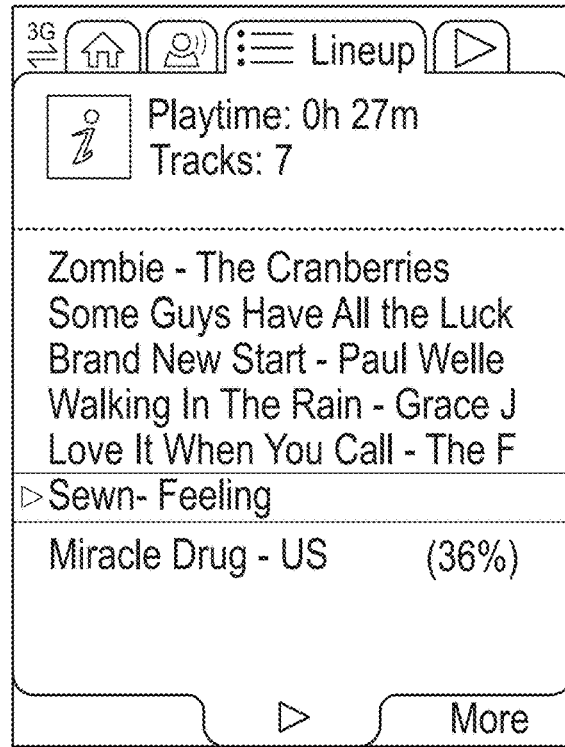 3G
Lineup
i
Playtime: 0h 27m
Tracks: 7
Zombie - The Cranberries
Some Guys Have All the Luck
Brand New Start - Paul Welle
Walking In The Rain - Grace J
Love It When You Call - The F
Sewn- Feeling
Miracle Drug - US (36%)
More